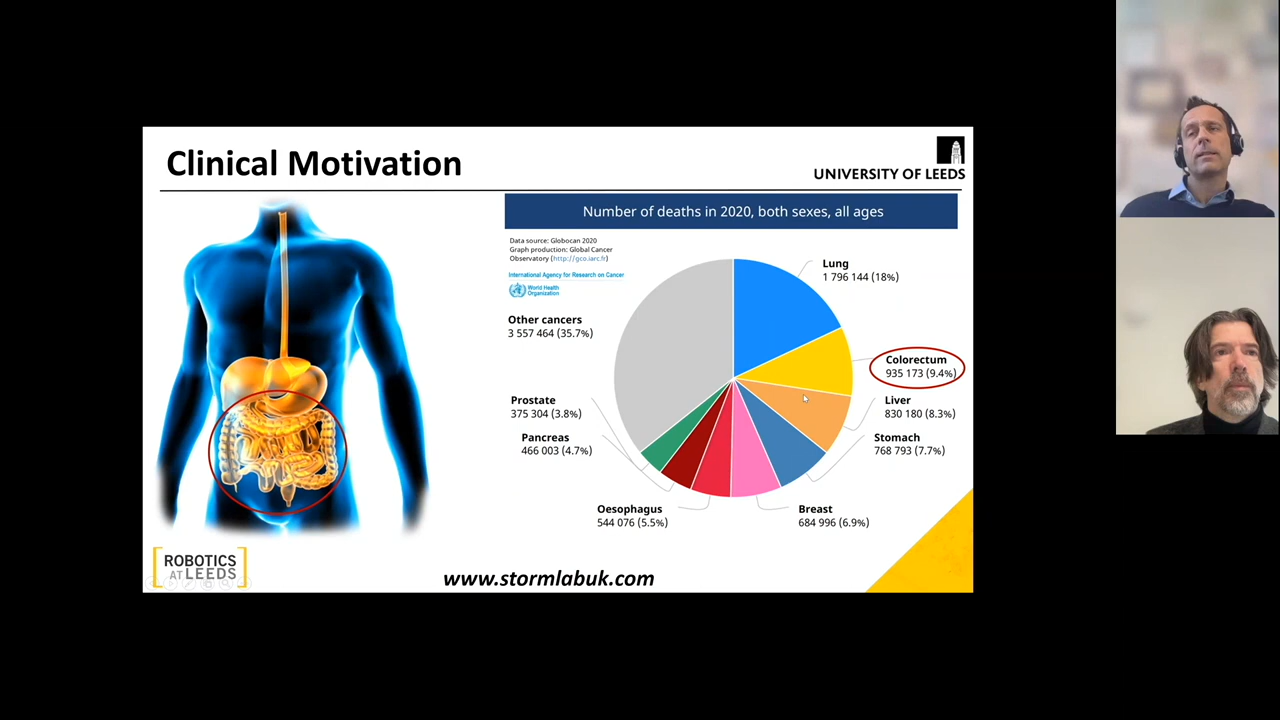 Clinical Motivation
UNIVERSITY OF LEEDS
Number of deaths in 2020, both sexes, all ages
Data source: Globocan 2020
Graph production: Global Cancer
Observatory (http://gco.iarc.fr)
International Agency for Research on Cancer
World Health
Organization
Lung
1 796 144 (18%)
Other cancers
3 557 464 (35.7%)
Colorectum
935 173 (9.4%)
Prostate
375 304 (3.8%)
Liver
830 180 (8.3%)
Pancreas
466 003 (4.7%)
Stomach
768 793 (7.7%)
Oesophagus
544 076 (5.5%)
Breast
684 996 (6.9%)
ROBOTICS
AT LEEDS
www.stormlabuk.com